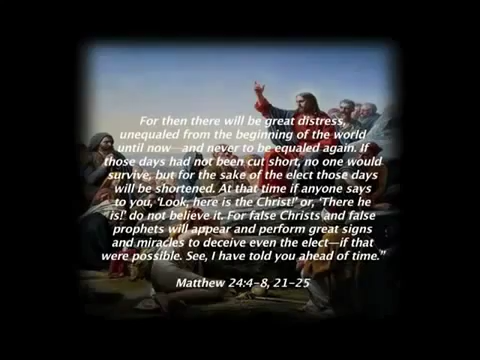 For then there will be great distress,
unequaled from the beginning of the world
until now—and never to be equaled again. If
those days had not been cut short, no one would
survive, but for the sake of the elect those days
will be shortened. At that time if anyone says
to you, 'Look, here is the Christ!' or, 'There he
is!' do not believe it. For false Christs and false
prophets will appear and perform great signs
and miracles to deceive even the elect—if that
were possible. See, I have told you ahead of time."
Matthew 24:4-8, 21-25